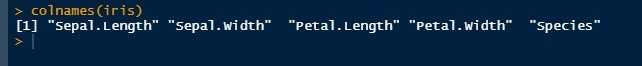 > colnames(iris)
[1] "Sepal.Length" "Sepal.Width"  "Petal.Length" "Petal.Width"  "Species"
>